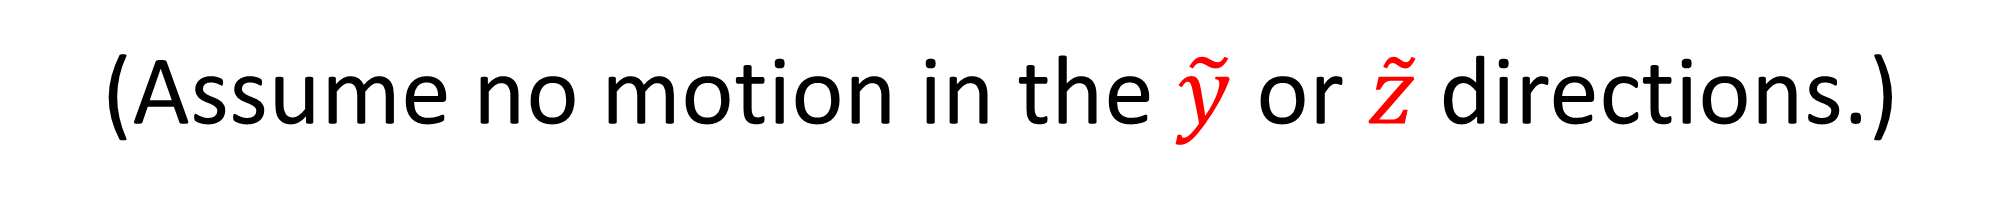 (Assume no motion in the ỹ or z̃ directions.)